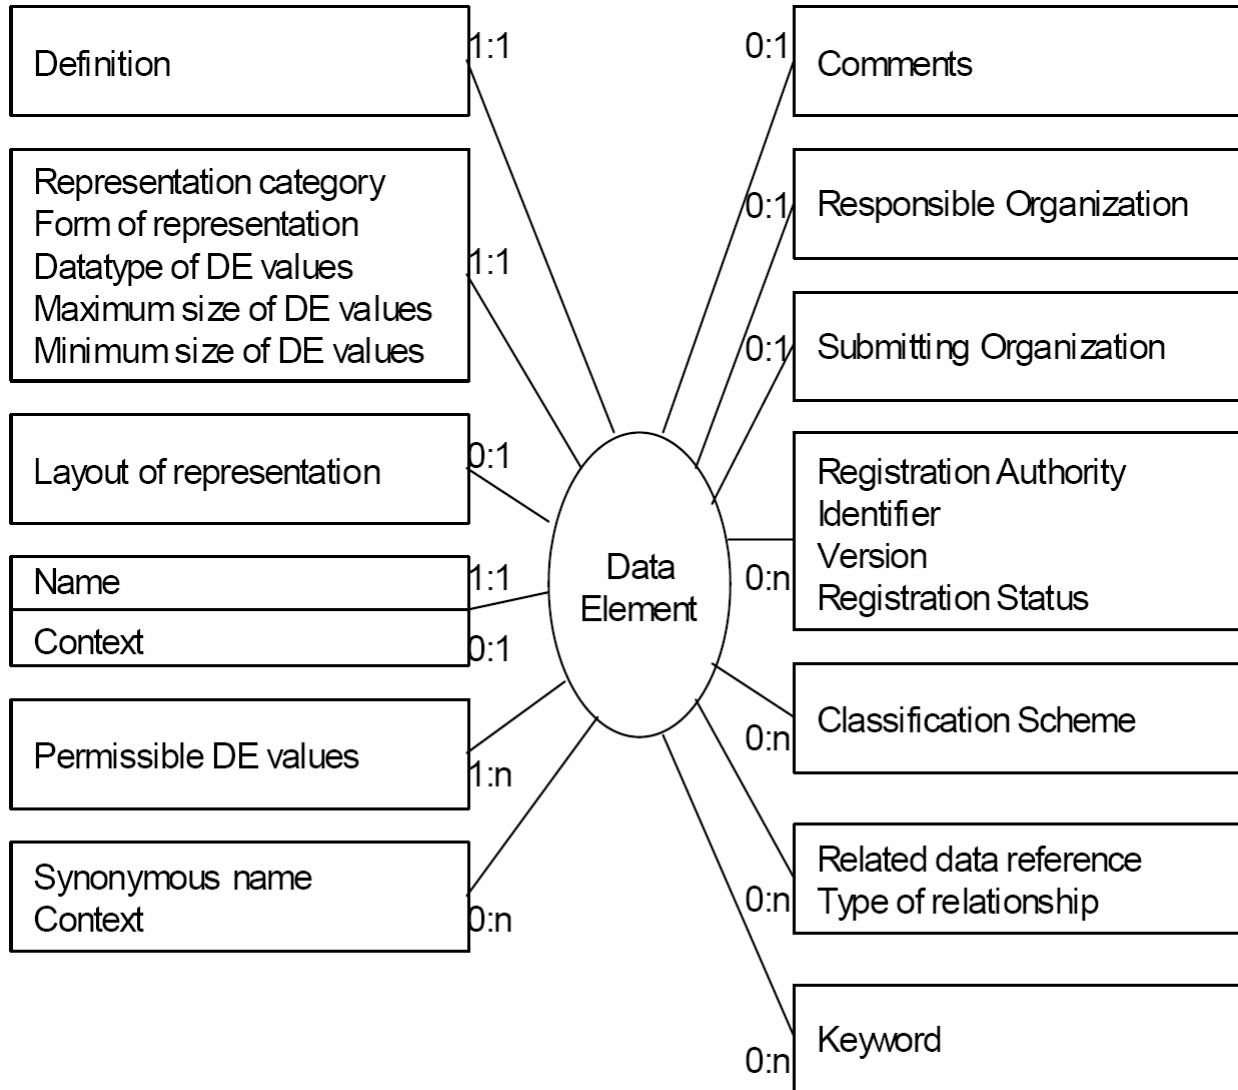 Definition
1:1
Representation category
Form of representation
Datatype of DE values
Maximum size of DE values
Minimum size of DE values
1:1
Layout of representation
0:1
Name
1:1
Context
0:1
Permissible DE values
1:n
Synonymous name
Context
0:n
Data
Element
0:1
Comments
0:1
Responsible Organization
0:1
Submitting Organization
Registration Authority
Identifier
Version
Registration Status
0:n
Classification Scheme
0:n
Related data reference
Type of relationship
0:n
Keyword
0:n